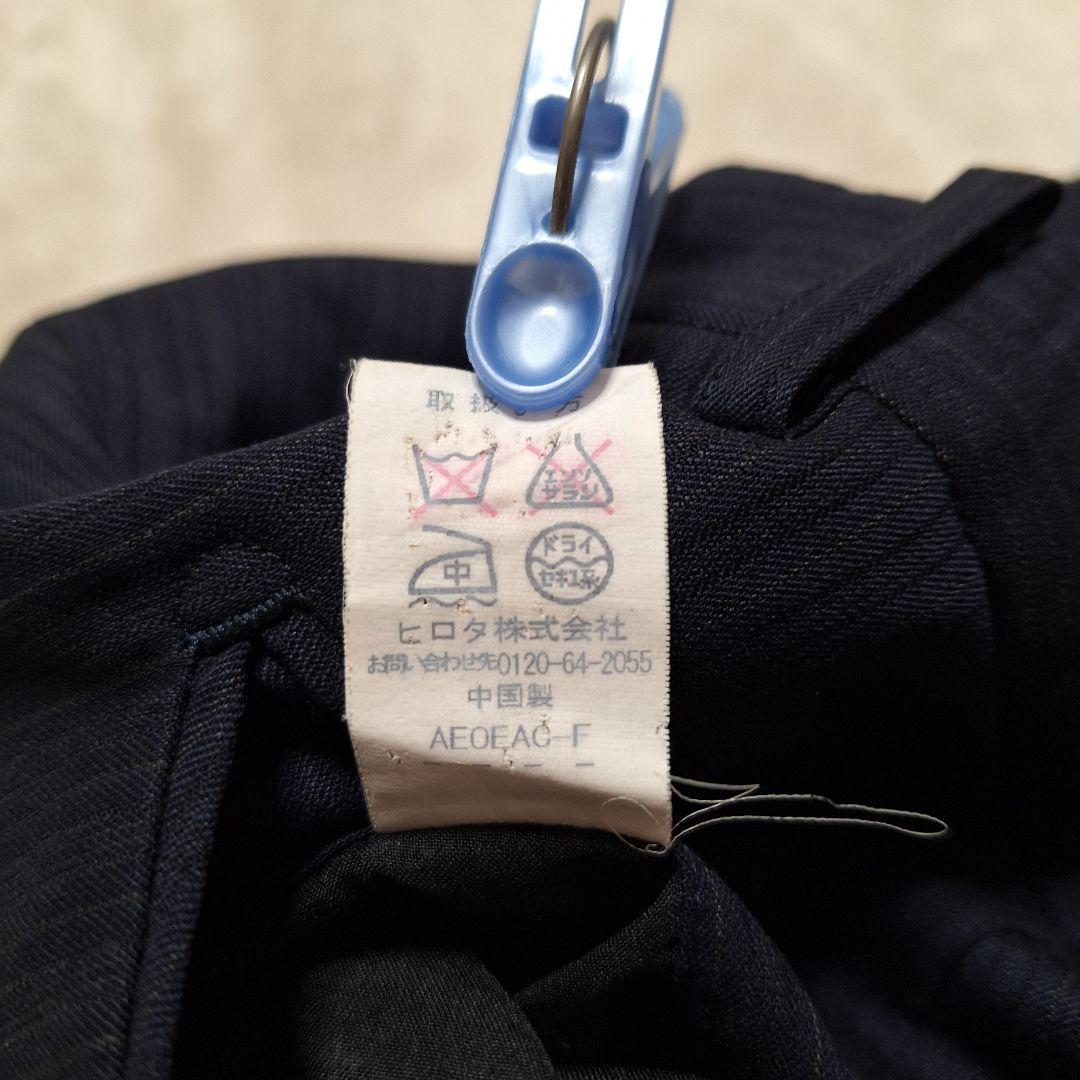 取扱い方
エンソ
サラシ
中
ドライ
セキユ系
ヒロタ株式会社
お問い合わせ先0120-64-2055
中国製
AEOEAC-F